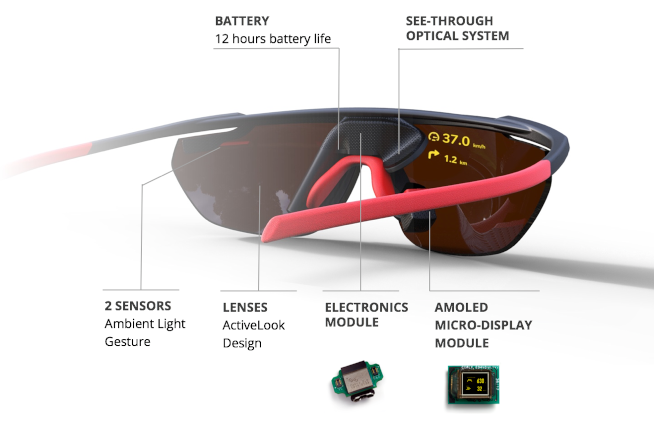 BATTERY
12 hours battery life
SEE-THROUGH
OPTICAL SYSTEM
37.0 km/h
1.2 km
2 SENSORS
Ambient Light
Gesture
LENSES
ActiveLook
Design
ELECTRONICS
MODULE
AMOLED
MICRO-DISPLAY
MODULE